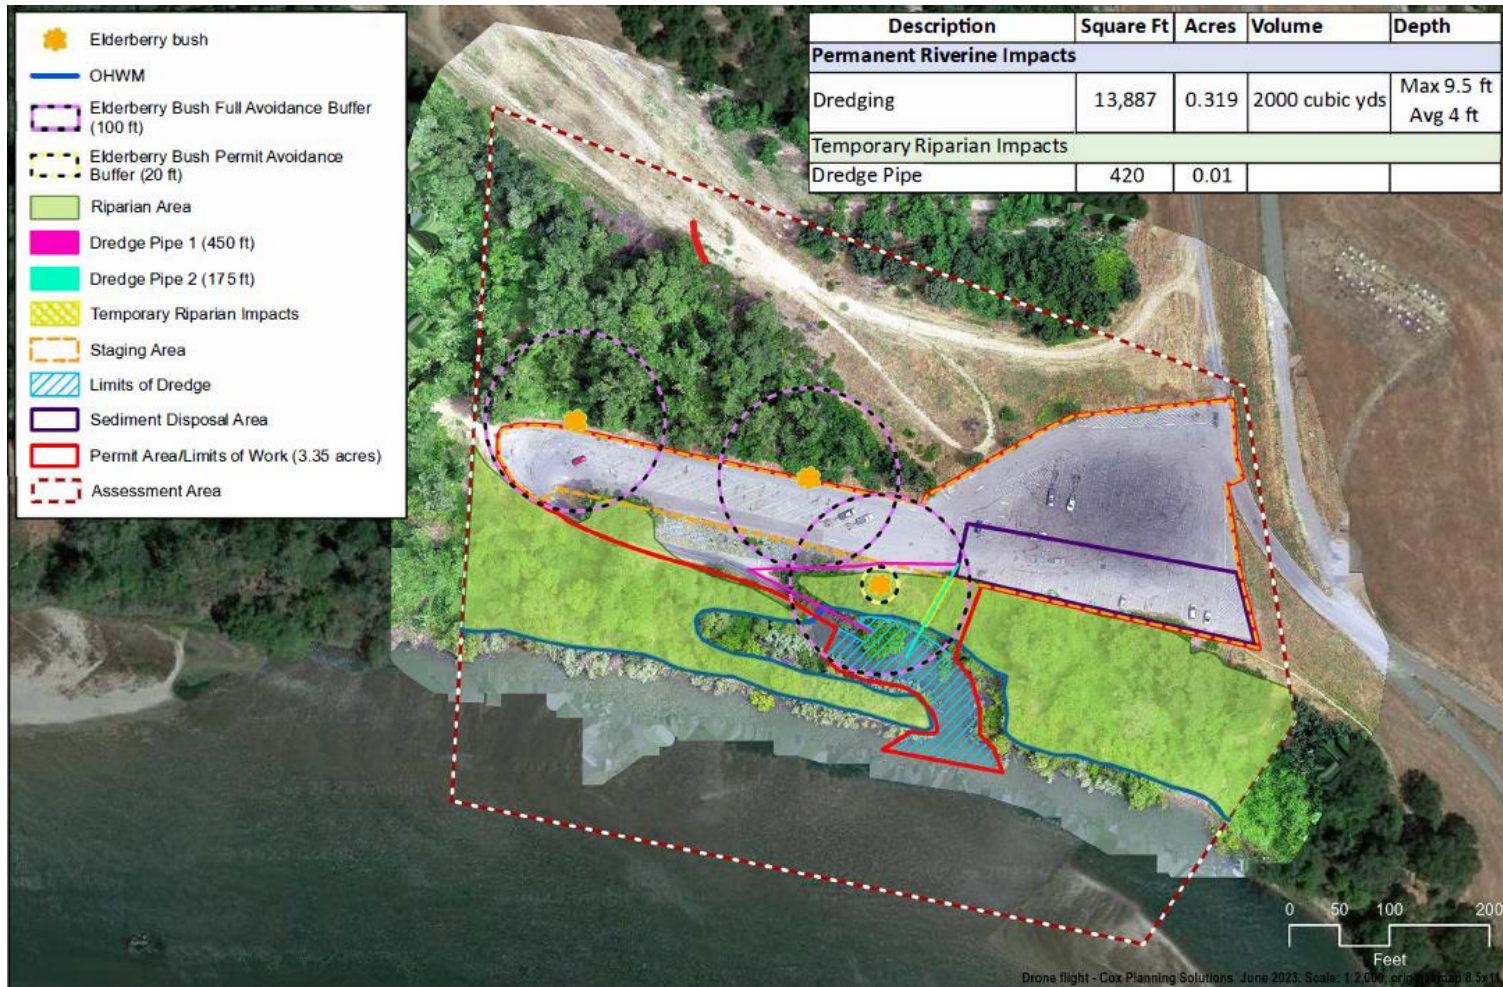 Elderberry bush
OHWM
Elderberry Bush Full Avoidance Buffer
(100 ft)
Elderberry Bush Permit Avoidance
Buffer (20 ft)
Riparian Area
Dredge Pipe 1 (450 ft)
Dredge Pipe 2 (175 ft)
Temporary Riparian Impacts
Staging Area
Limits of Dredge
Sediment Disposal Area
Permit Area/Limits of Work (3.35 acres)
Assessment Area
Description Square Ft Acres Volume Depth
Permanent Riverine Impacts
Dredging 13,887 0.319 2000 cubic yds Max 9.5 ft
Avg 4 ft
Temporary Riparian Impacts
Dredge Pipe 420 0.01
0 50 100 200
Feet
Drone flight - Cox Planning Solutions, June 2023. Scale: 1:2,000,